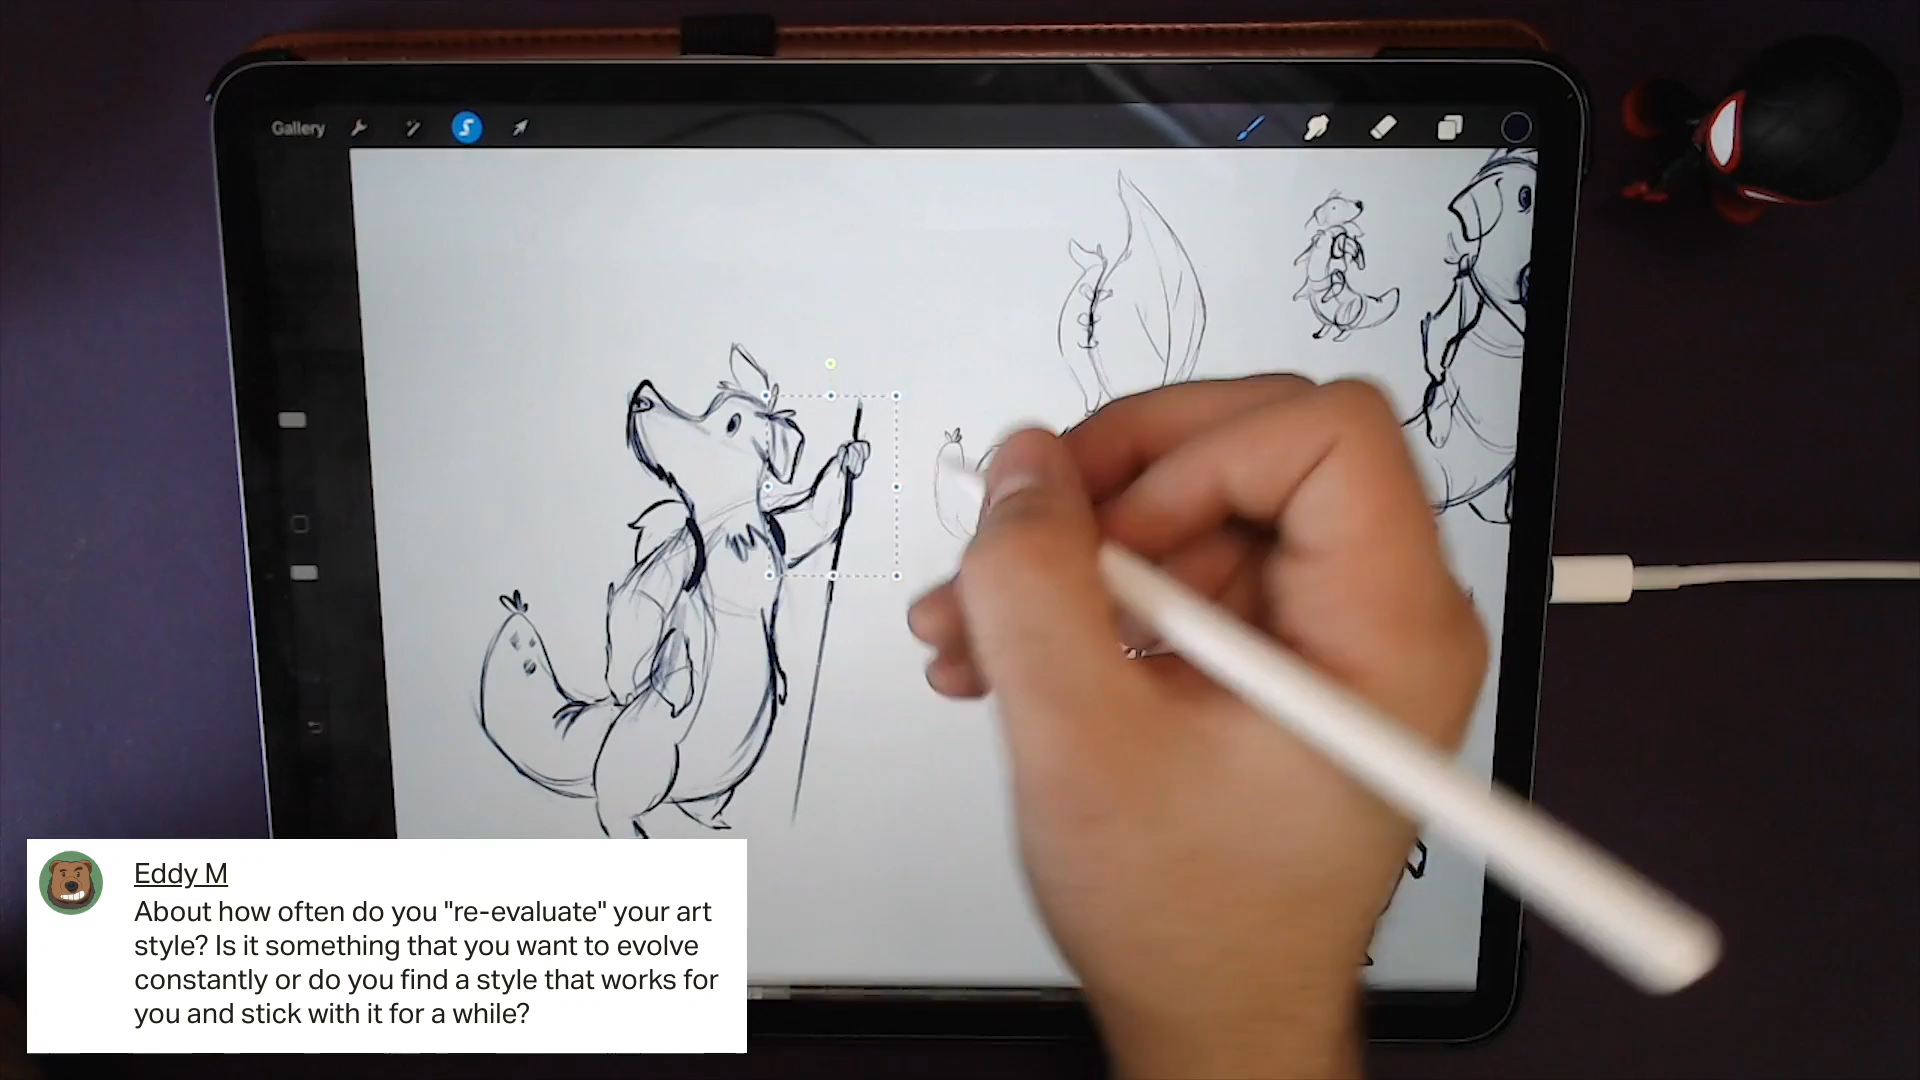 Gallery
Eddy M
About how often do you "re-evaluate" your art
style? Is it something that you want to evolve
constantly or do you find a style that works for
you and stick with it for a while?